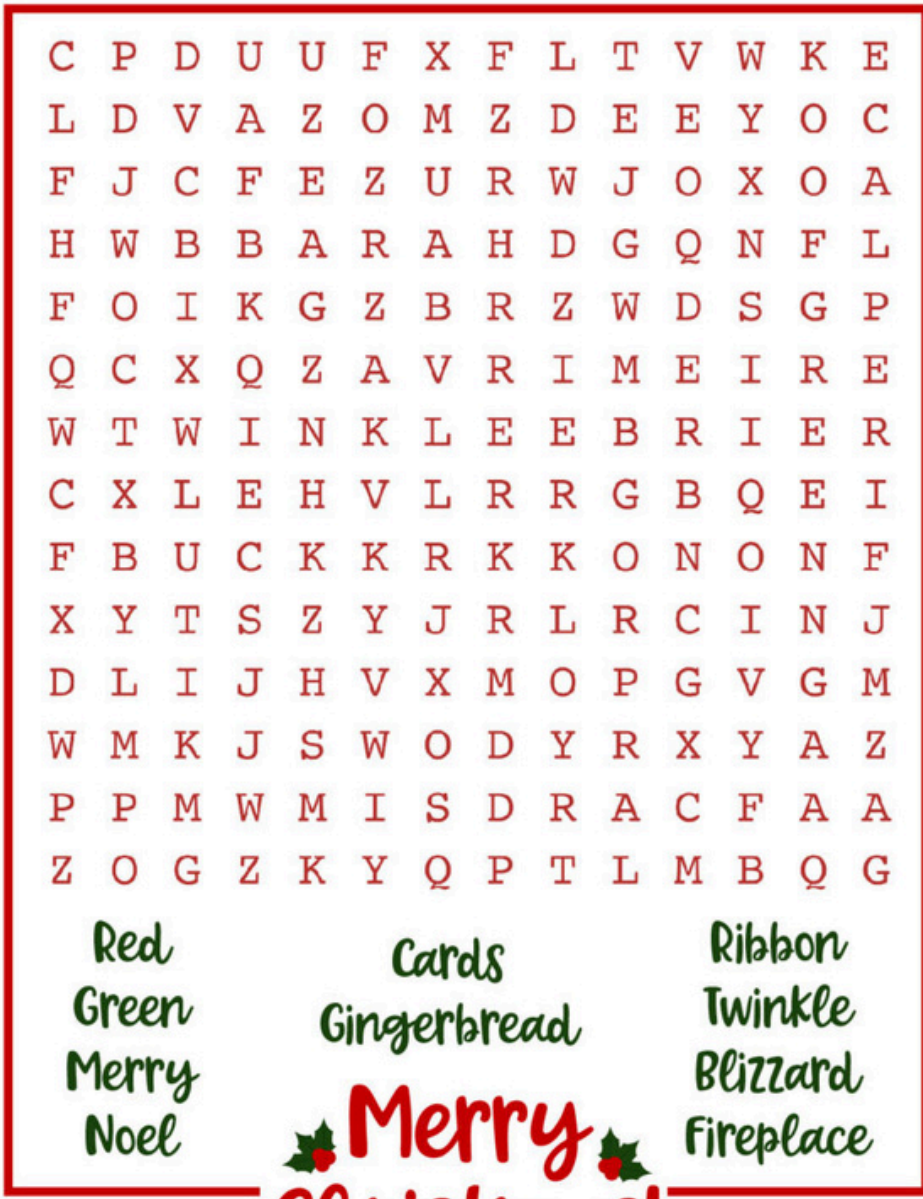 C P D U U F X F L T V W K E
L D V A Z O M Z D E E Y O C
F J C F E Z U R W J O X O A
H W B B A R A H D G Q N F L
F O I K G Z B R Z W D S G P
Q C X Q Z A V R I M E I R E
W T W I N K L E E B R I E R
C X L E H V L R R G B Q E I
F B U C K K R K K O N O N F
X Y T S Z Y J R L R C I N J
D L I J H V X M O P G V G M
W M K J S W O D Y R X Y A Z
P P M W M I S D R A C F A A
Z O G Z K Y Q P T L M B Q G
Red
Green
Merry
Noel
Cards
Gingerbread
Ribbon
Twinkle
Blizzard
Fireplace
Merry